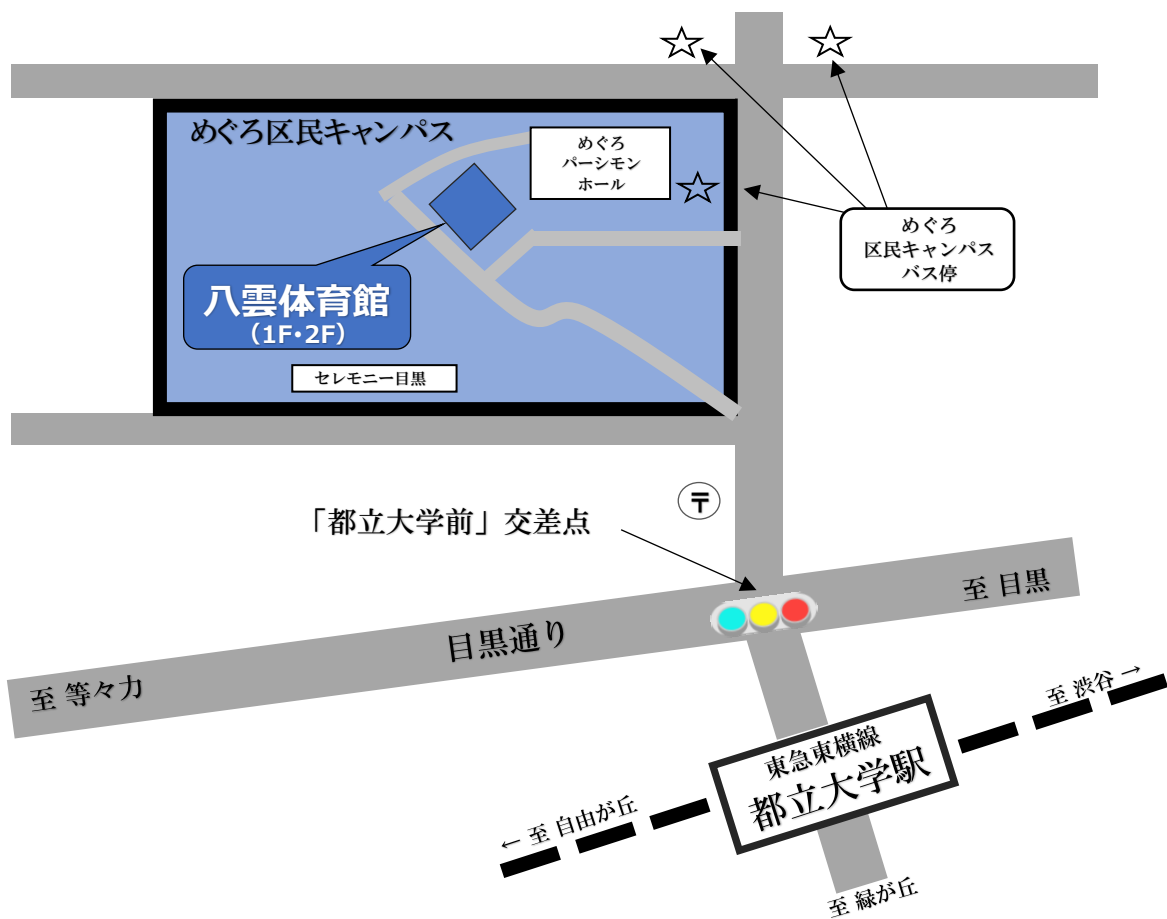 めぐろ区民キャンパス
めぐろ
パーシモン
ホール
めぐろ
区民キャンパス
バス停
八雲体育館
（1F・2F）
セレモニー目黒
〒
「都立大学前」交差点
至 目黒
目黒通り
至 等々力
至 渋谷 →
東急東横線
都立大学駅
← 至 自由が丘
至 緑が丘